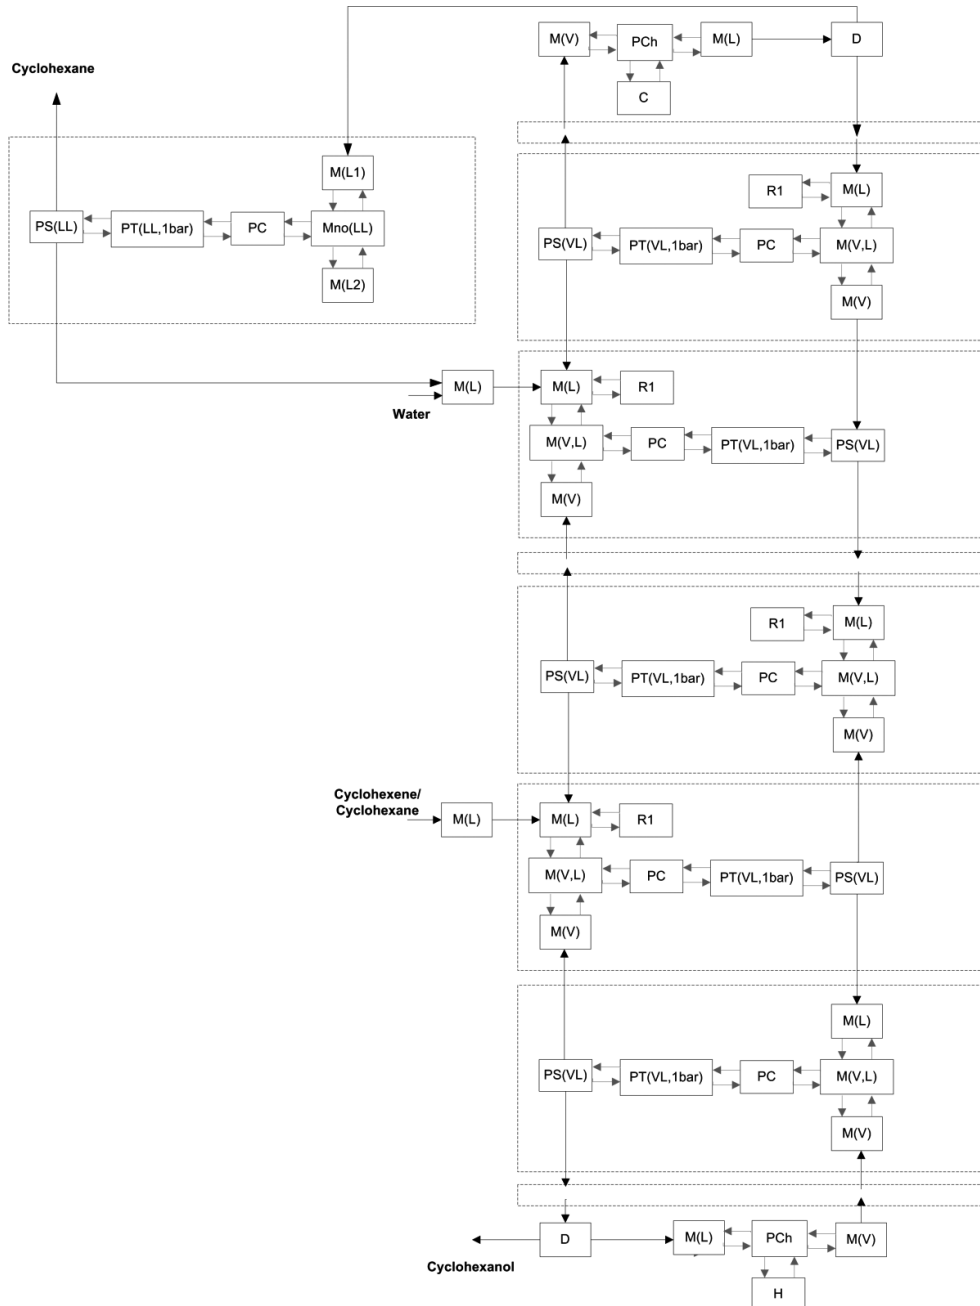 M(V)
PCh
M(L)
D
C
Cyclohexane
M(L1)
PS(LL)
PT(LL,1bar)
PC
Mno(LL)
M(L2)
R1
M(L)
PS(VL)
PT(VL,1bar)
PC
M(V,L)
M(V)
M(L)
Water
M(L)
R1
M(V,L)
PC
PT(VL,1bar)
PS(VL)
M(V)
R1
M(L)
PS(VL)
PT(VL,1bar)
PC
M(V,L)
M(V)
Cyclohexene/
Cyclohexane
M(L)
M(L)
R1
M(V,L)
PC
PT(VL,1bar)
PS(VL)
M(V)
M(L)
PS(VL)
PT(VL,1bar)
PC
M(V,L)
M(V)
Cyclohexanol
D
M(L)
PCh
M(V)
H